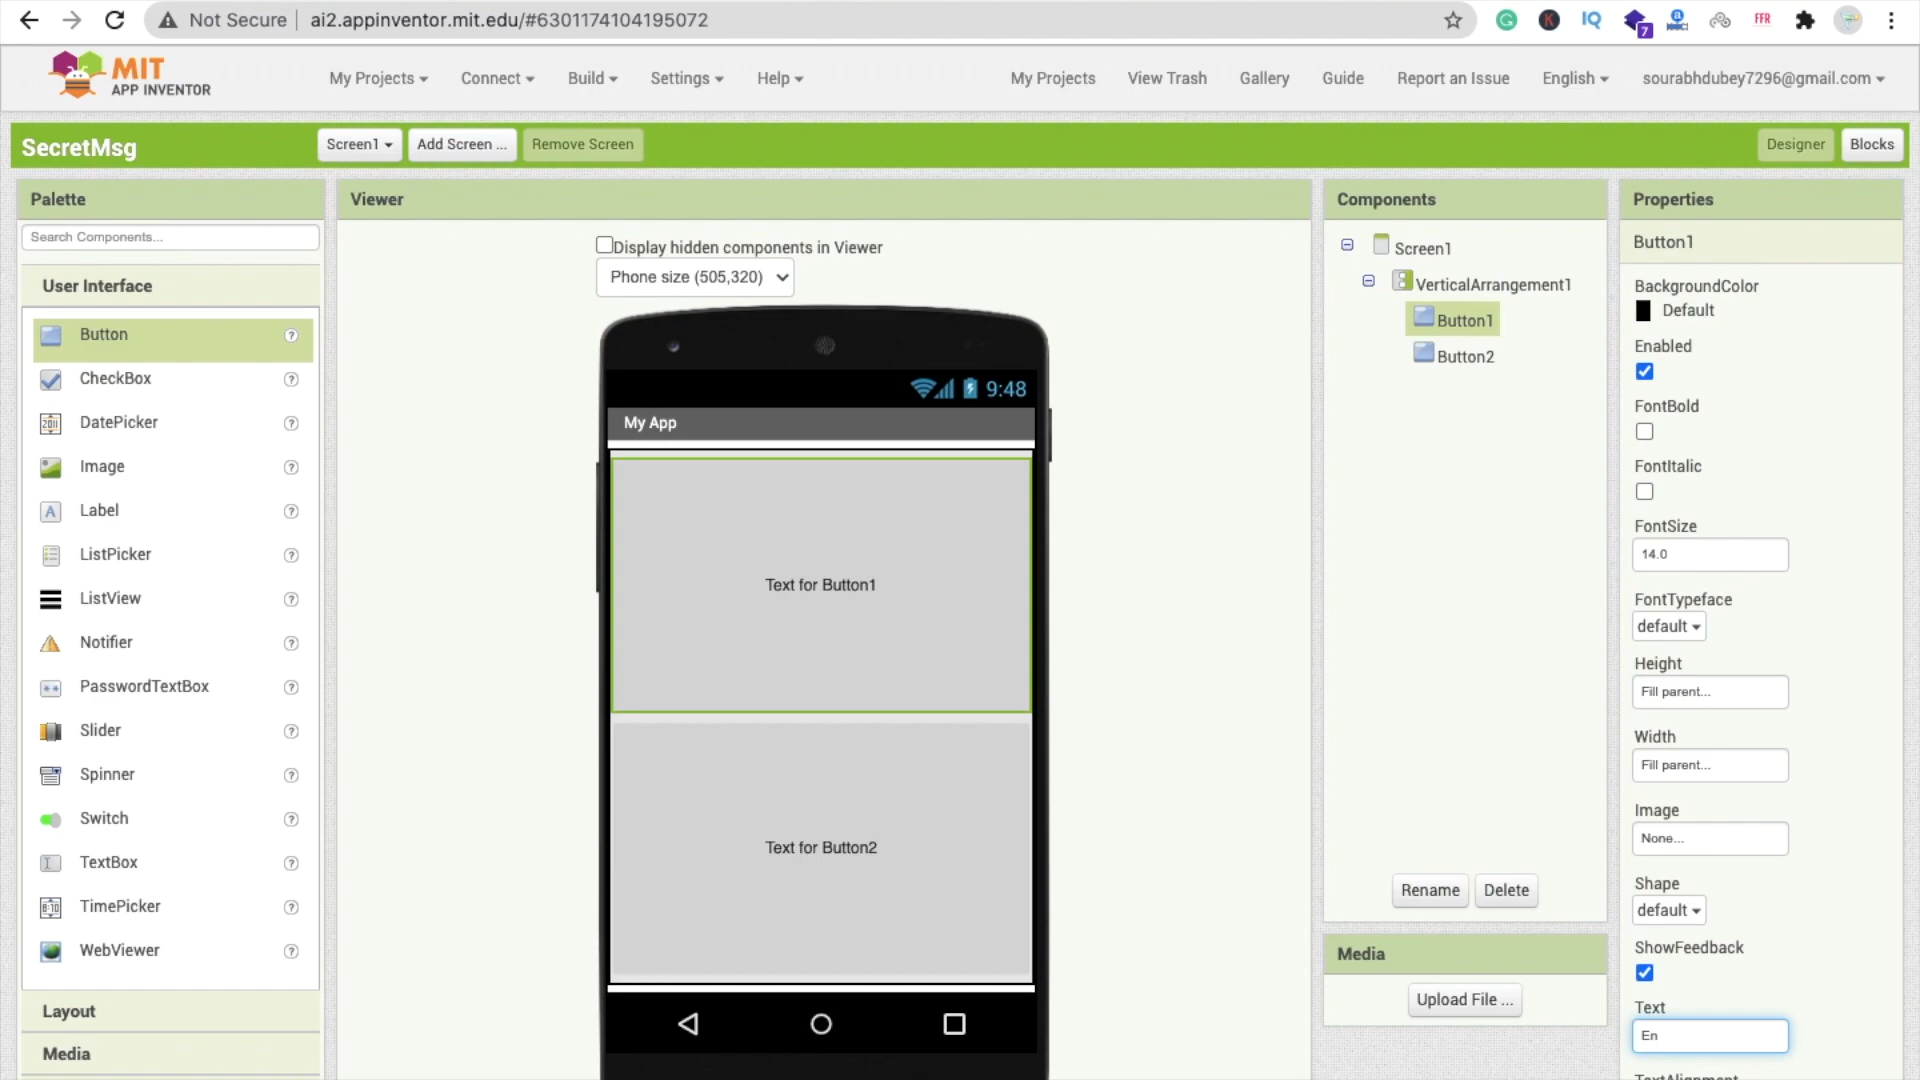 Not Secure ai2.appinventor.mit.edu/#6301174104195072
IQ 7 FFR
MIT
APP INVENTOR
My Projects Connect Build Settings Help My Projects View Trash Gallery Guide Report an Issue English sourabhdubey7296@gmail.com
SecretMsg Screen1 Add Screen ... Remove Screen Designer Blocks
Palette
Search Components...
User Interface
Button ?
CheckBox ?
DatePicker ?
Image ?
Label ?
ListPicker ?
ListView ?
Notifier ?
PasswordTextBox ?
Slider ?
Spinner ?
Switch ?
TextBox ?
TimePicker ?
WebViewer ?
Layout
Media
Viewer
Display hidden components in Viewer
Phone size (505,320)
9:48
My App
Text for Button1
Text for Button2
Components
Screen1
VerticalArrangement1
Button1
Button2
Rename Delete
Media
Upload File ...
Properties
Button1
BackgroundColor
Default
Enabled
FontBold
FontItalic
FontSize
14.0
FontTypeface
default
Height
Fill parent...
Width
Fill parent...
Image
None...
Shape
default
ShowFeedback
Text
En
TextAlignment